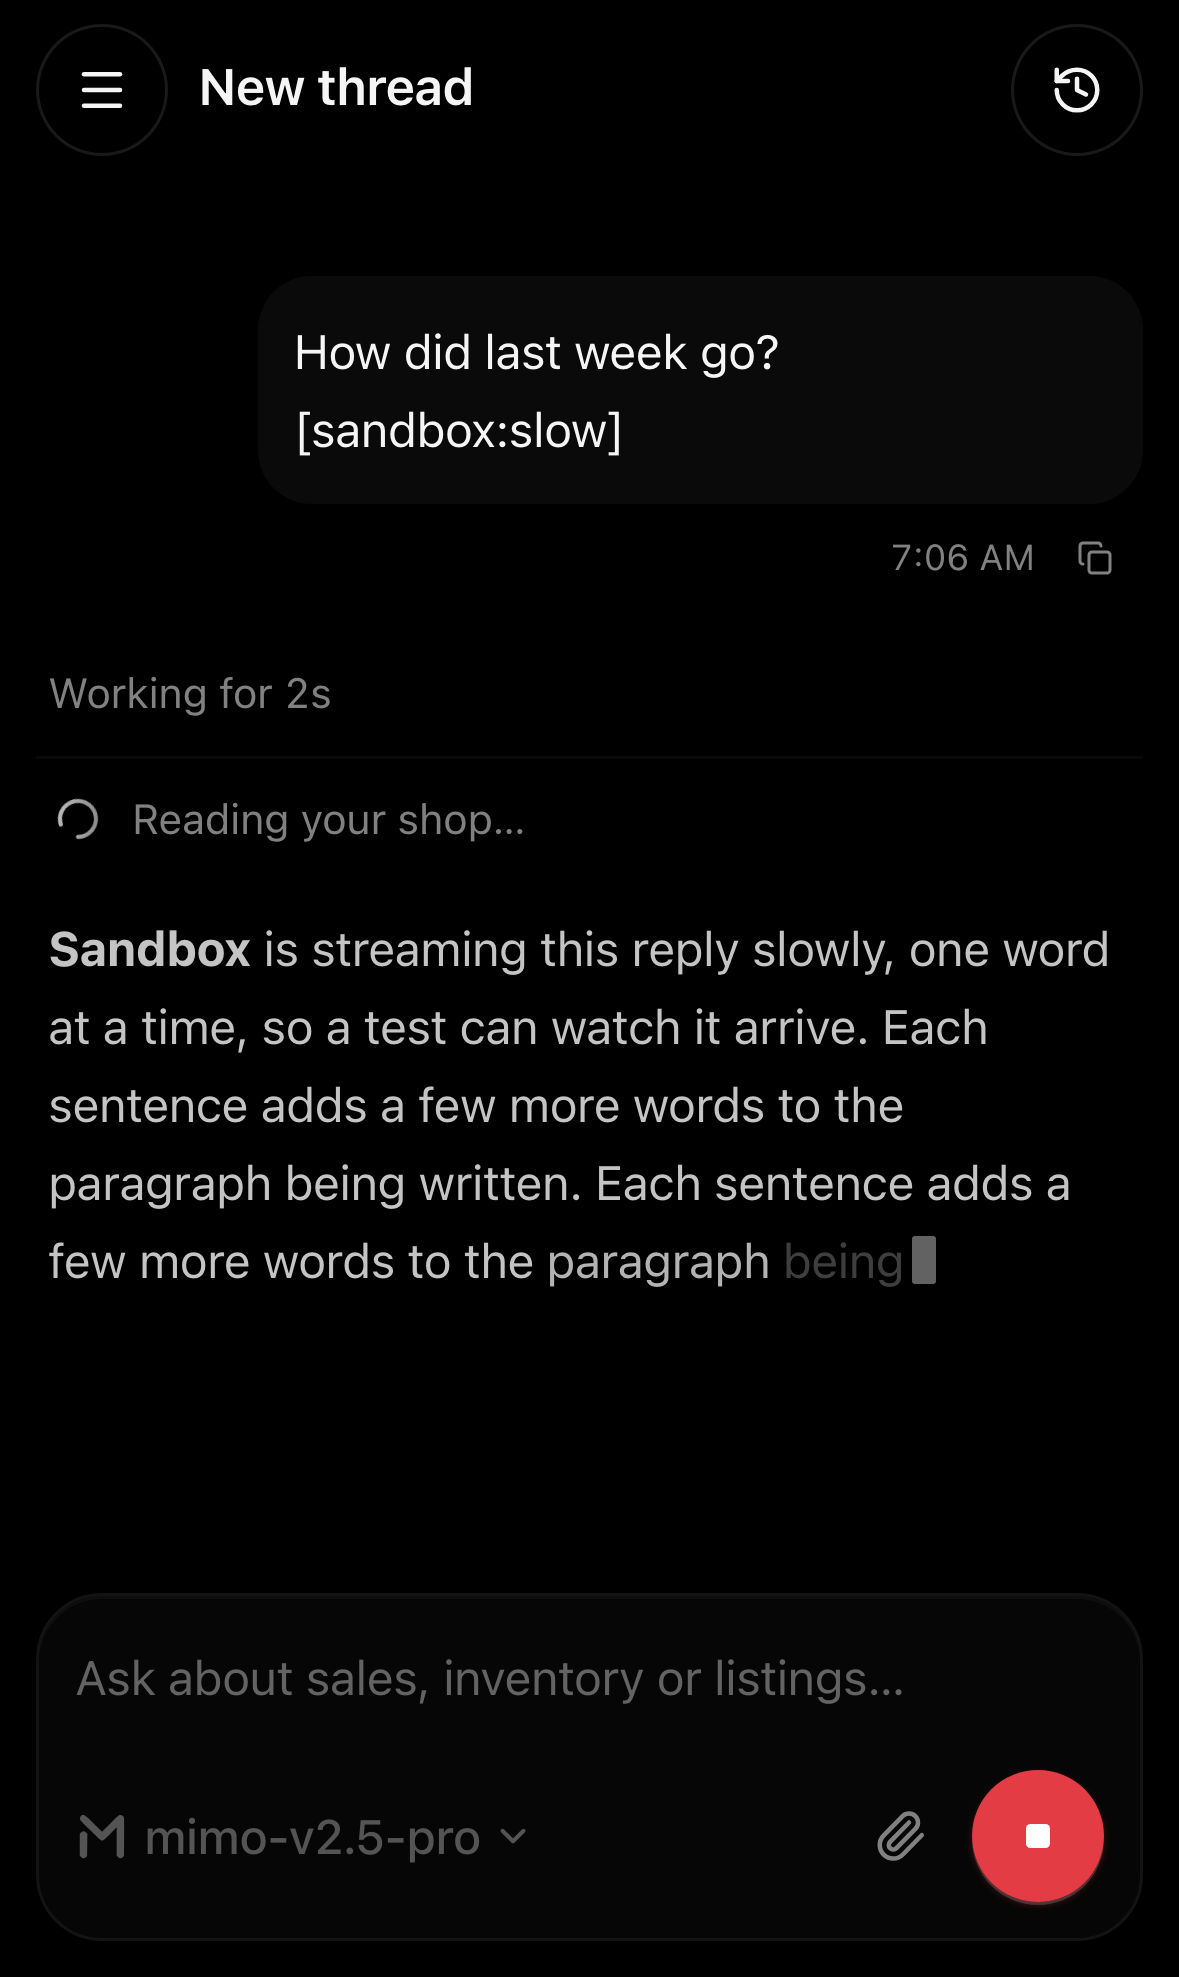 New thread
How did last week go?
[sandbox:slow]
7:06 AM
Working for 2s
Reading your shop...
Sandbox is streaming this reply slowly, one word
at a time, so a test can watch it arrive. Each
sentence adds a few more words to the
paragraph being written. Each sentence adds a
few more words to the paragraph being
Ask about sales, inventory or listings...
mimo-v2.5-pro